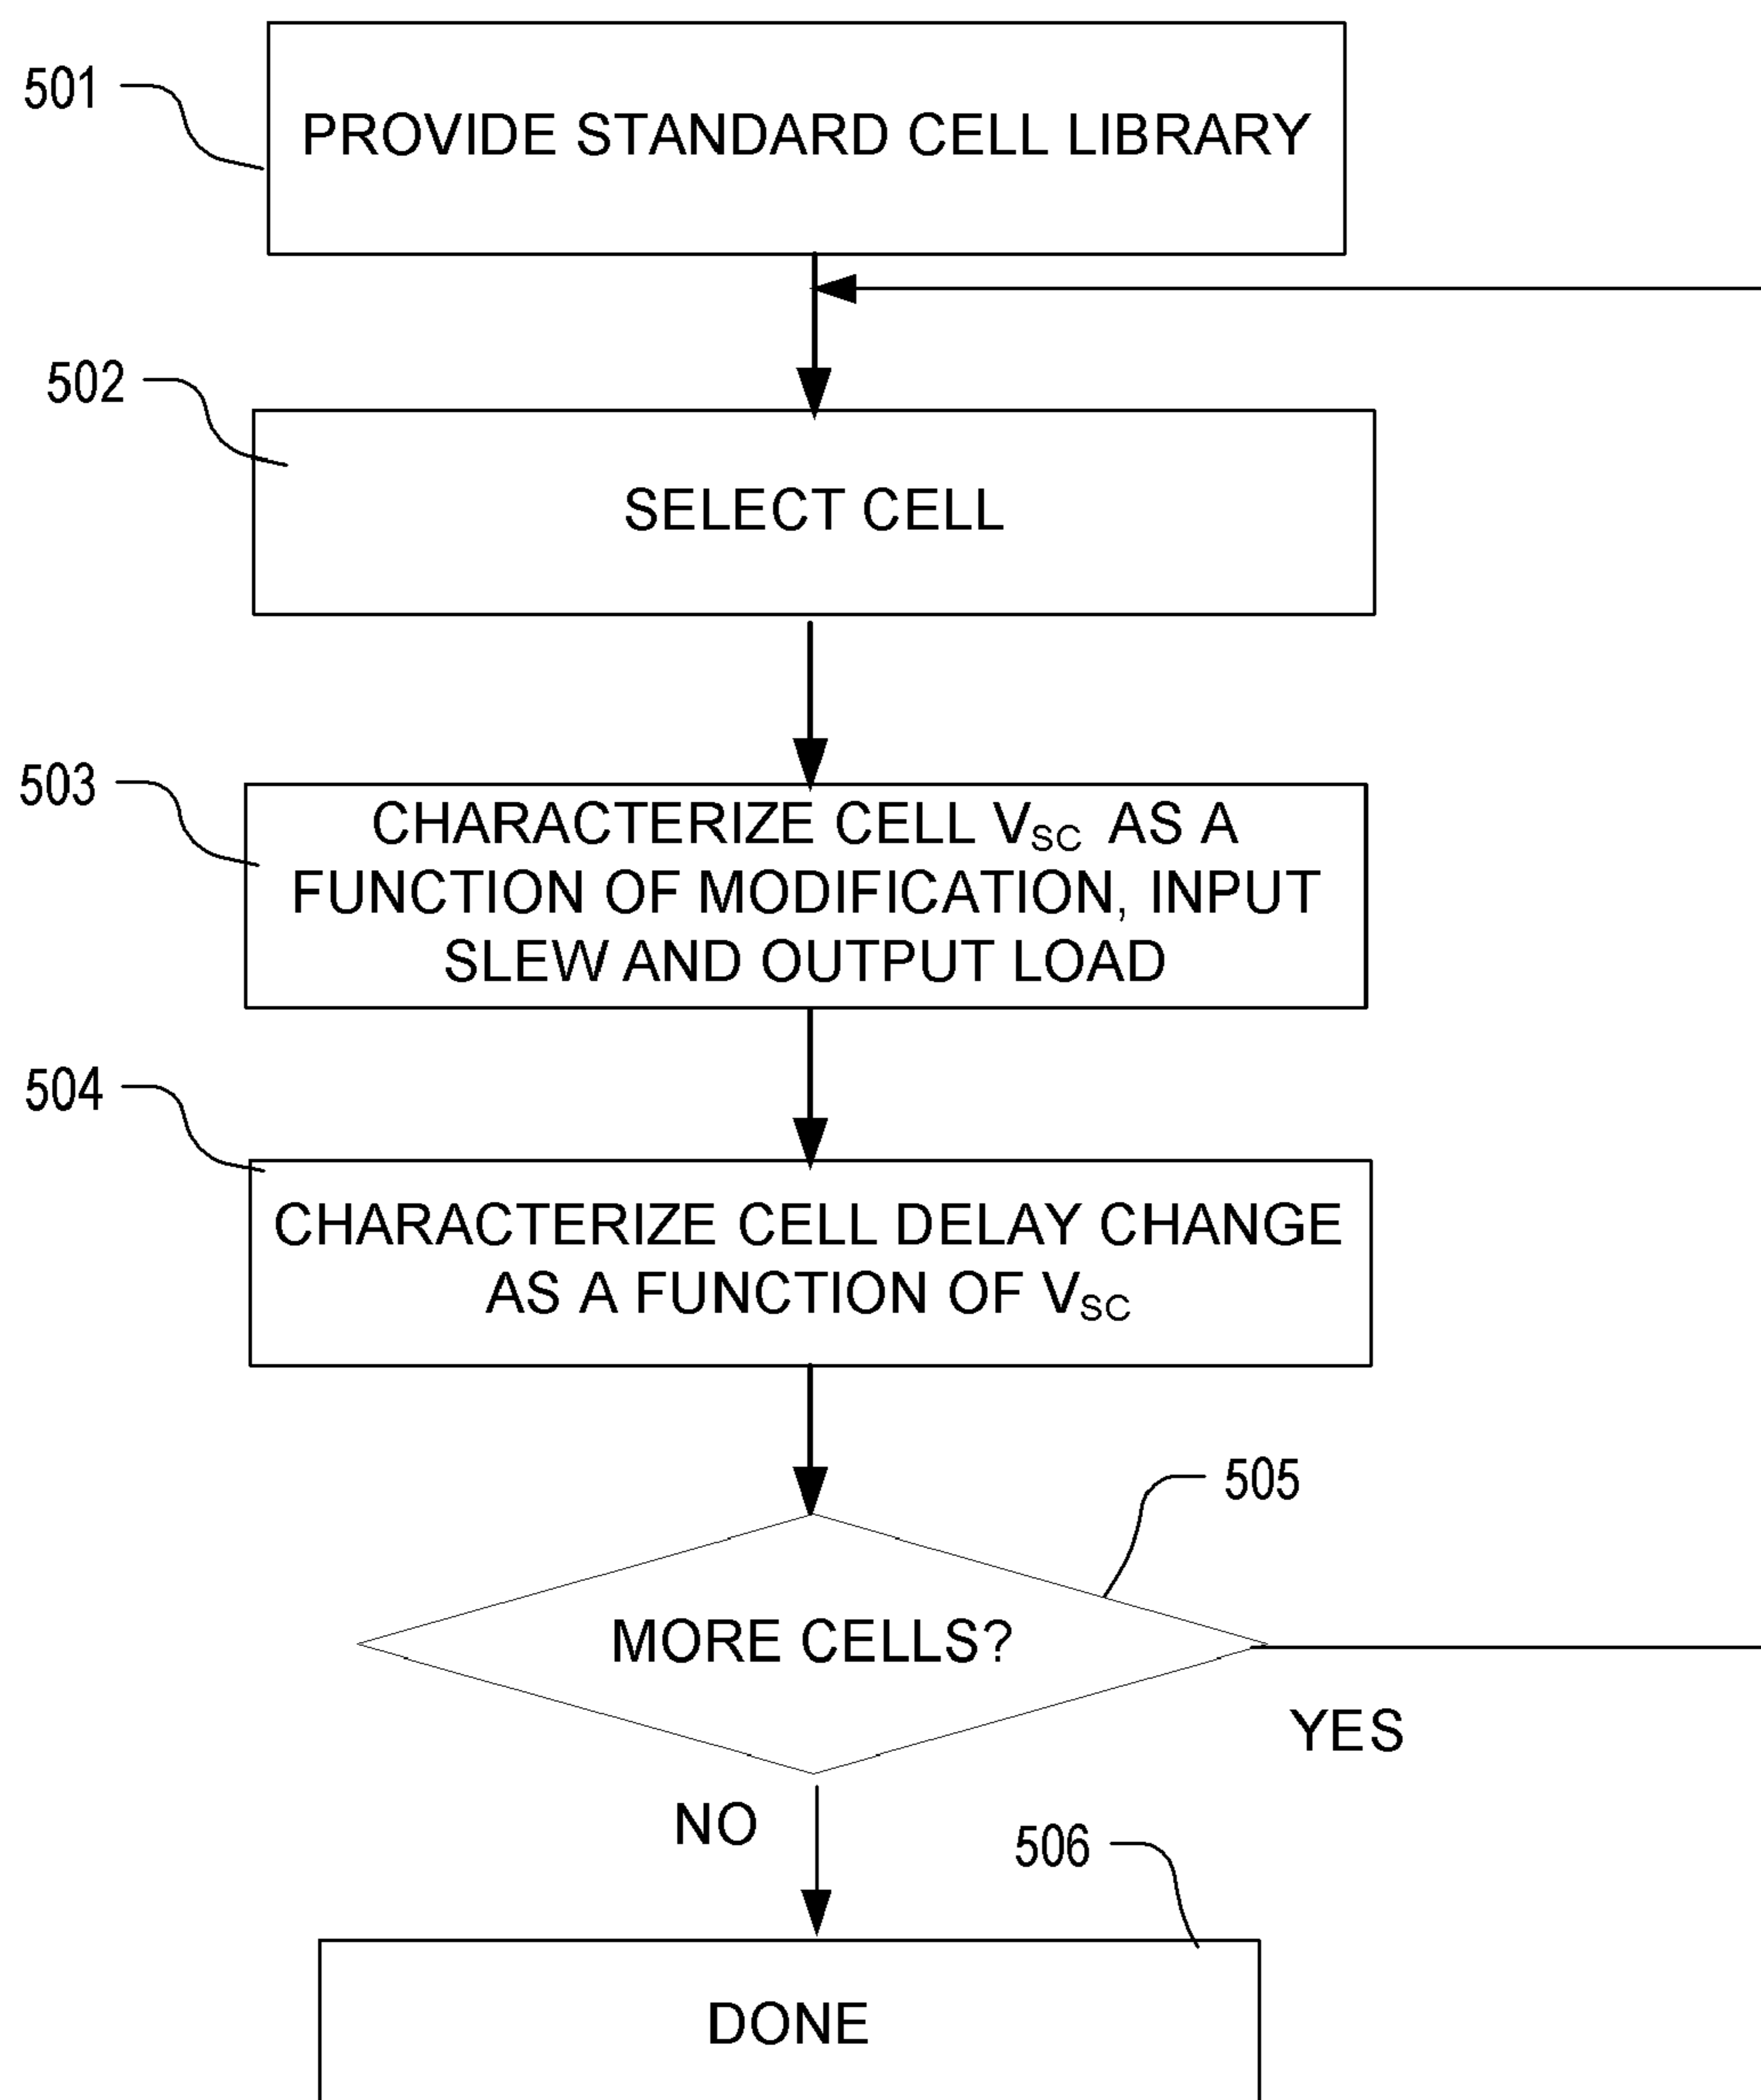 501
PROVIDE STANDARD CELL LIBRARY
502
SELECT CELL
503
CHARACTERIZE CELL VSC AS A
FUNCTION OF MODIFICATION, INPUT
SLEW AND OUTPUT LOAD
504
CHARACTERIZE CELL DELAY CHANGE
AS A FUNCTION OF VSC
505
MORE CELLS?
YES
NO
506
DONE